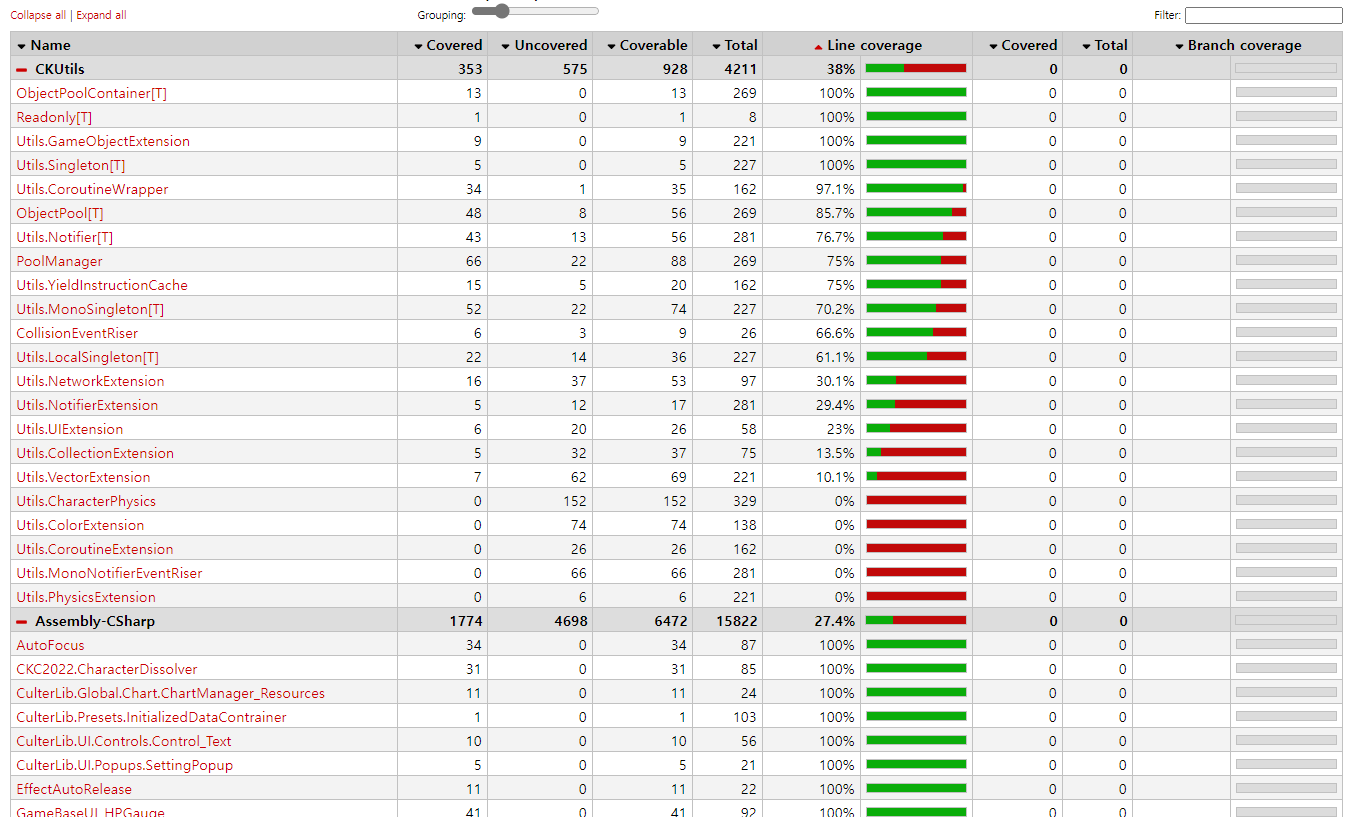 Collapse all | Expand all Grouping: Filter:
Name Covered Uncovered Coverable Total Line coverage Covered Total Branch coverage
CKUtils 353 575 928 4211 38% 0 0
ObjectPoolContainer[T] 13 0 13 269 100% 0 0
Readonly[T] 1 0 1 8 100% 0 0
Utils.GameObjectExtension 9 0 9 221 100% 0 0
Utils.Singleton[T] 5 0 5 227 100% 0 0
Utils.CoroutineWrapper 34 1 35 162 97.1% 0 0
ObjectPool[T] 48 8 56 269 85.7% 0 0
Utils.Notifier[T] 43 13 56 281 76.7% 0 0
PoolManager 66 22 88 269 75% 0 0
Utils.YieldInstructionCache 15 5 20 162 75% 0 0
Utils.MonoSingleton[T] 52 22 74 227 70.2% 0 0
CollisionEventRiser 6 3 9 26 66.6% 0 0
Utils.LocalSingleton[T] 22 14 36 227 61.1% 0 0
Utils.NetworkExtension 16 37 53 97 30.1% 0 0
Utils.NotifierExtension 5 12 17 281 29.4% 0 0
Utils.UIExtension 6 20 26 58 23% 0 0
Utils.CollectionExtension 5 32 37 75 13.5% 0 0
Utils.VectorExtension 7 62 69 221 10.1% 0 0
Utils.CharacterPhysics 0 152 152 329 0% 0 0
Utils.ColorExtension 0 74 74 138 0% 0 0
Utils.CoroutineExtension 0 26 26 162 0% 0 0
Utils.MonoNotifierEventRiser 0 66 66 281 0% 0 0
Utils.PhysicsExtension 0 6 6 221 0% 0 0
Assembly-CSharp 1774 4698 6472 15822 27.4% 0 0
AutoFocus 34 0 34 87 100% 0 0
CKC2022.CharacterDissolver 31 0 31 85 100% 0 0
CulterLib.Global.Chart.ChartManager_Resources 11 0 11 24 100% 0 0
CulterLib.Presets.InitializedDataContrainer 1 0 1 103 100% 0 0
CulterLib.UI.Controls.Control_Text 10 0 10 56 100% 0 0
CulterLib.UI.Popups.SettingPopup 5 0 5 21 100% 0 0
EffectAutoRelease 11 0 11 22 100% 0 0
GameBaseUI_HPGauge 41 0 41 92 100% 0 0